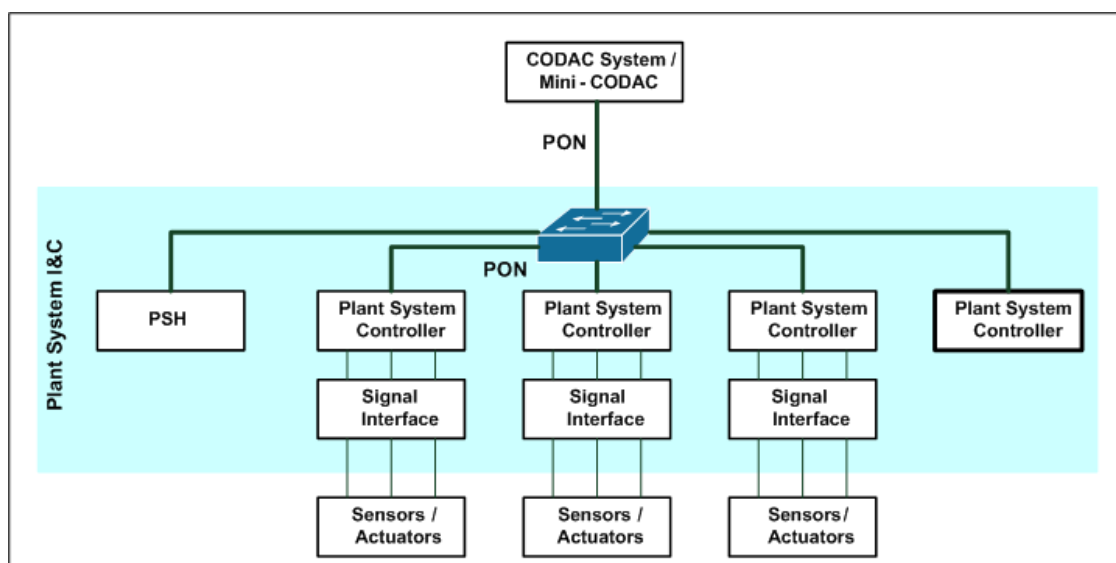 CODAC System /
Mini - CODAC
PON
Plant System I&C
PON
PSH
Plant System
Controller
Plant System
Controller
Plant System
Controller
Plant System
Controller
Signal
Interface
Signal
Interface
Signal
Interface
Sensors /
Actuators
Sensors /
Actuators
Sensors/
Actuators